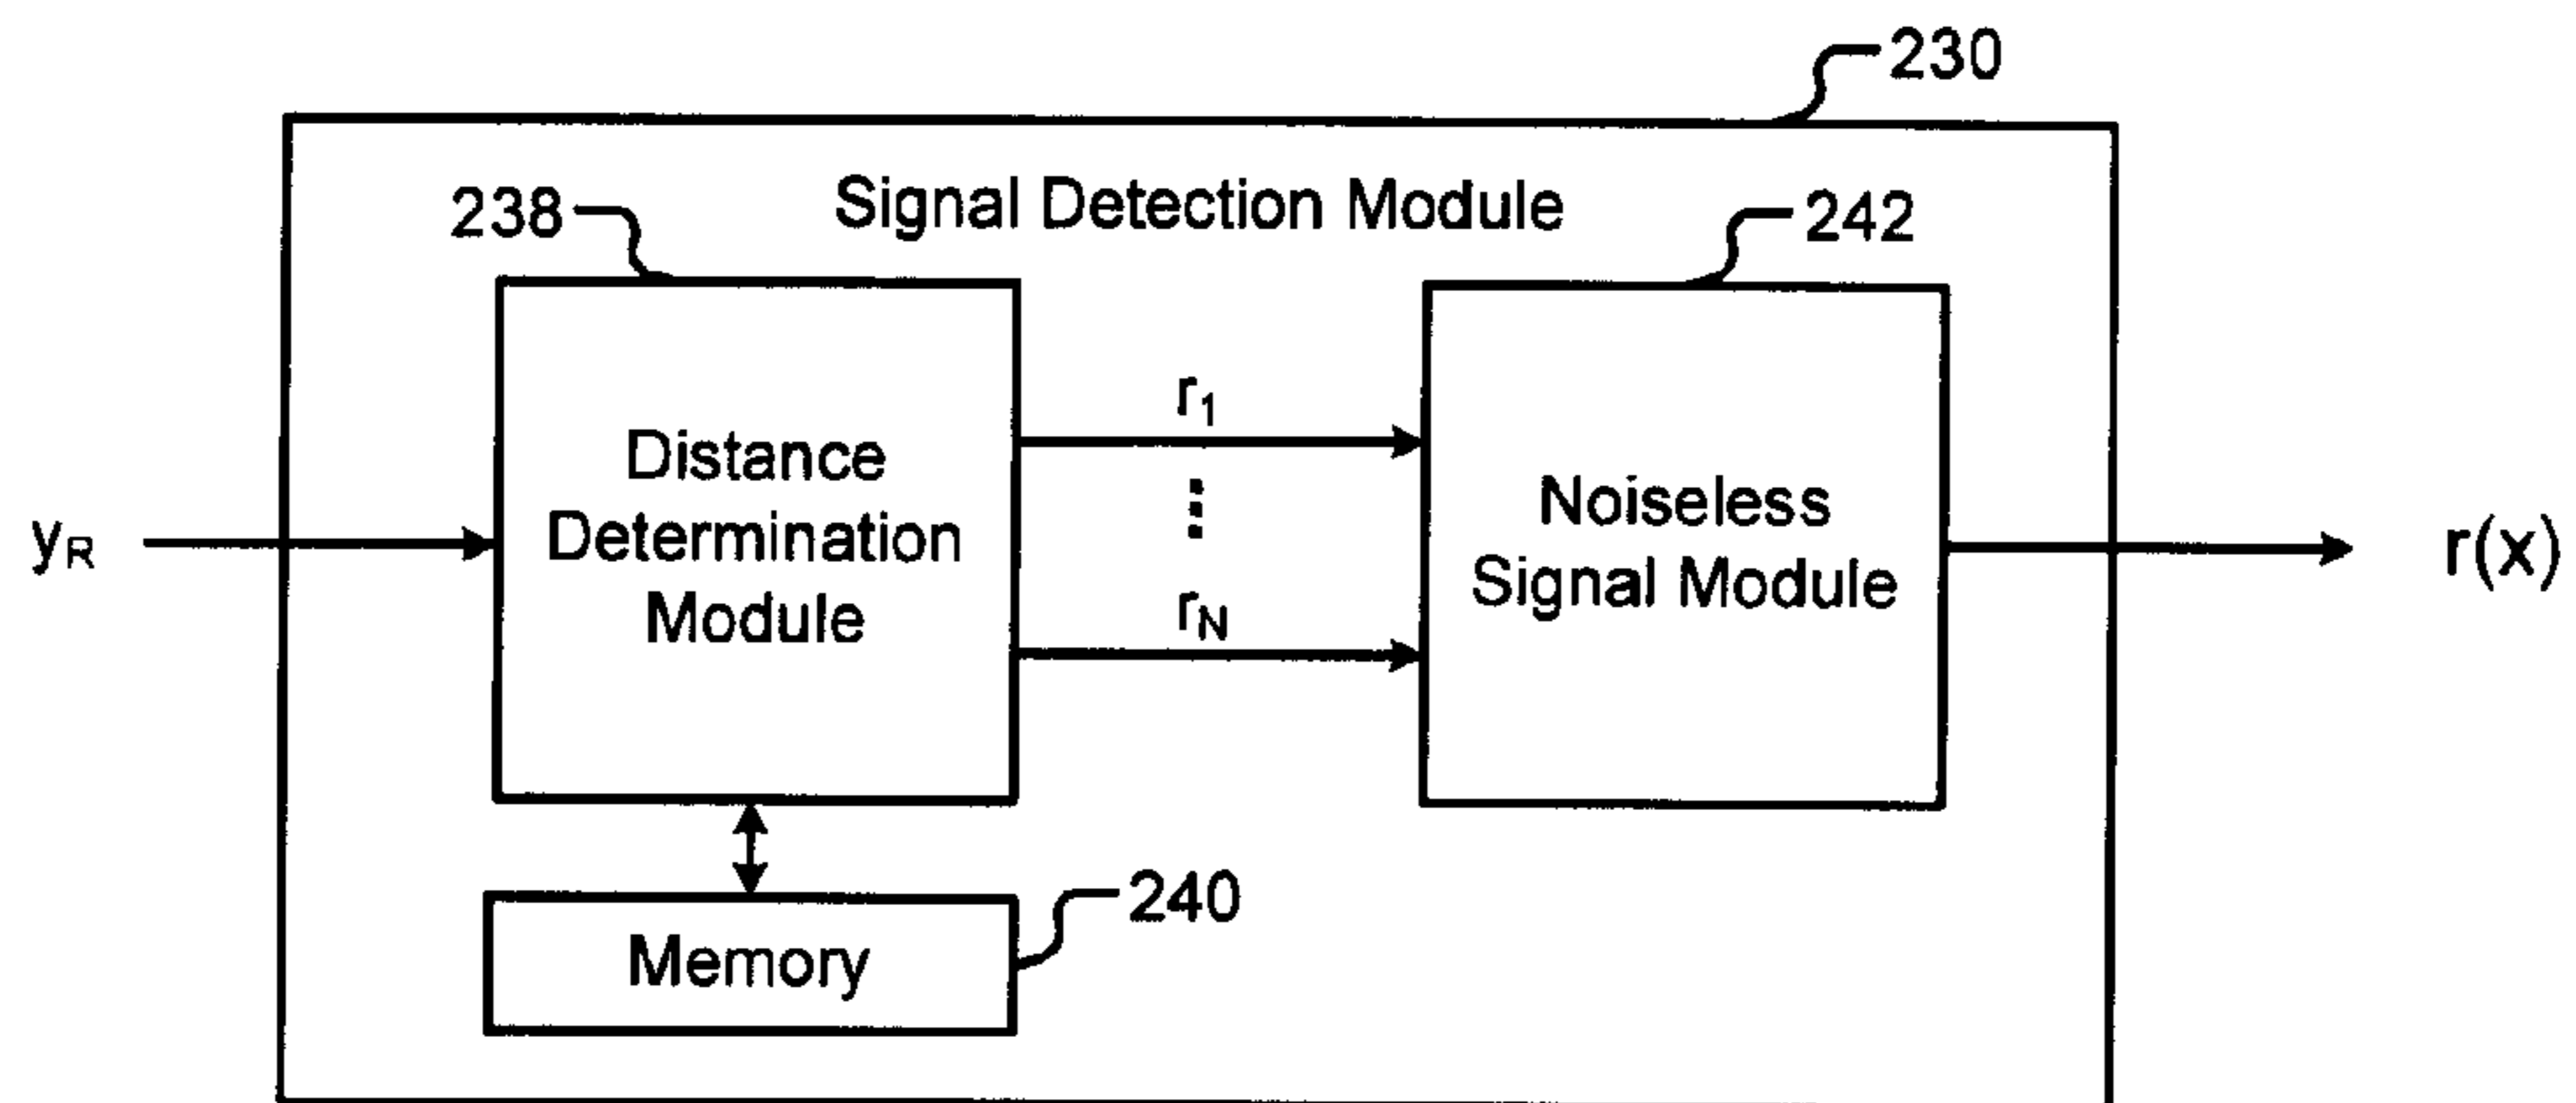 230
Signal Detection Module
238
242
Distance
Determination
Module
r1
rN
Noiseless
Signal Module
yR
r(x)
Memory
240